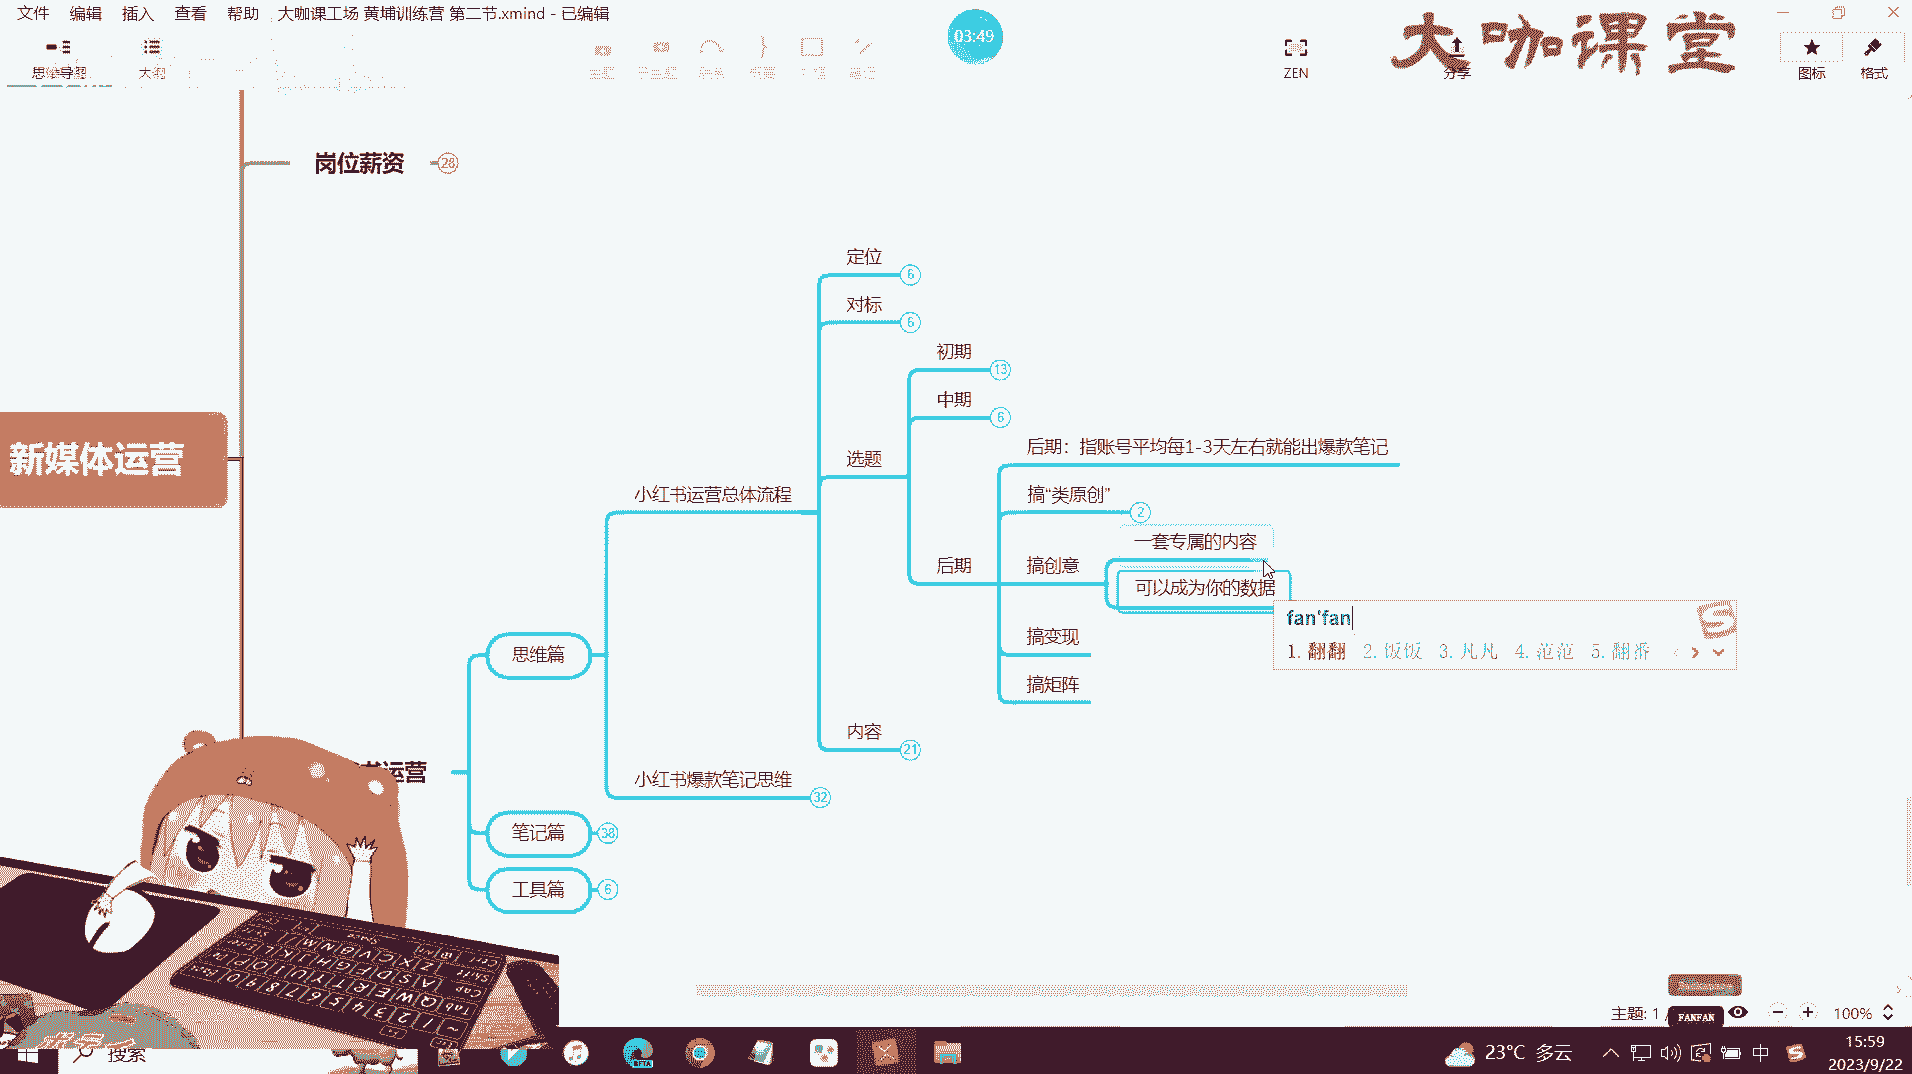 文件 编辑 插入 查看 帮助 大咖课工场 黄埔训练营 第二节.xmind - 已编辑
03:49
大咖课堂
思维导图 大纲
ZEN 分享 图标 格式
岗位薪资 28
定位 6
对标 6
初期 13
中期 6
后期：指账号平均每1-3天左右就能出爆款笔记
新媒体运营
选题
小红书运营总体流程
搞“类原创” 2
一套专属的内容
后期
搞创意
可以成为你的数据
fan'fan
搞变现
1. 翻翻 2. 饭饭 3. 凡凡 4. 范范 5. 翻番
思维篇
搞矩阵
内容 21
运营
小红书爆款笔记思维 32
笔记篇 38
工具篇 6
主题: 1
FANFAN
100%
搜索
BETA
23°C 多云
中
15:59
2023/9/22